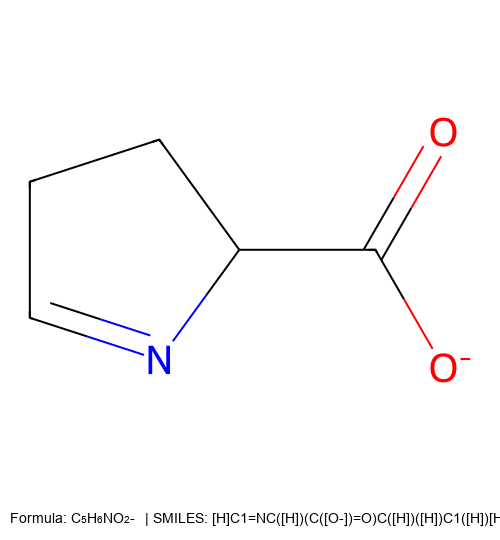 O
N
O-
Formula: C₅H₆NO₂- | SMILES: [H]C1=NC([H])(C([O-])=O)C([H])([H])C1([H])[H